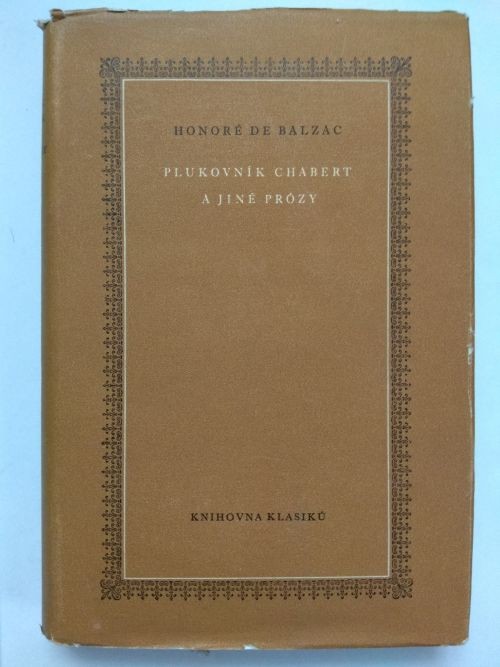 HONORÉ DE BALZAC
PLUKOVNÍK CHABERT
A JINÉ PRÓZY
KNIHOVNA KLASIKŮ